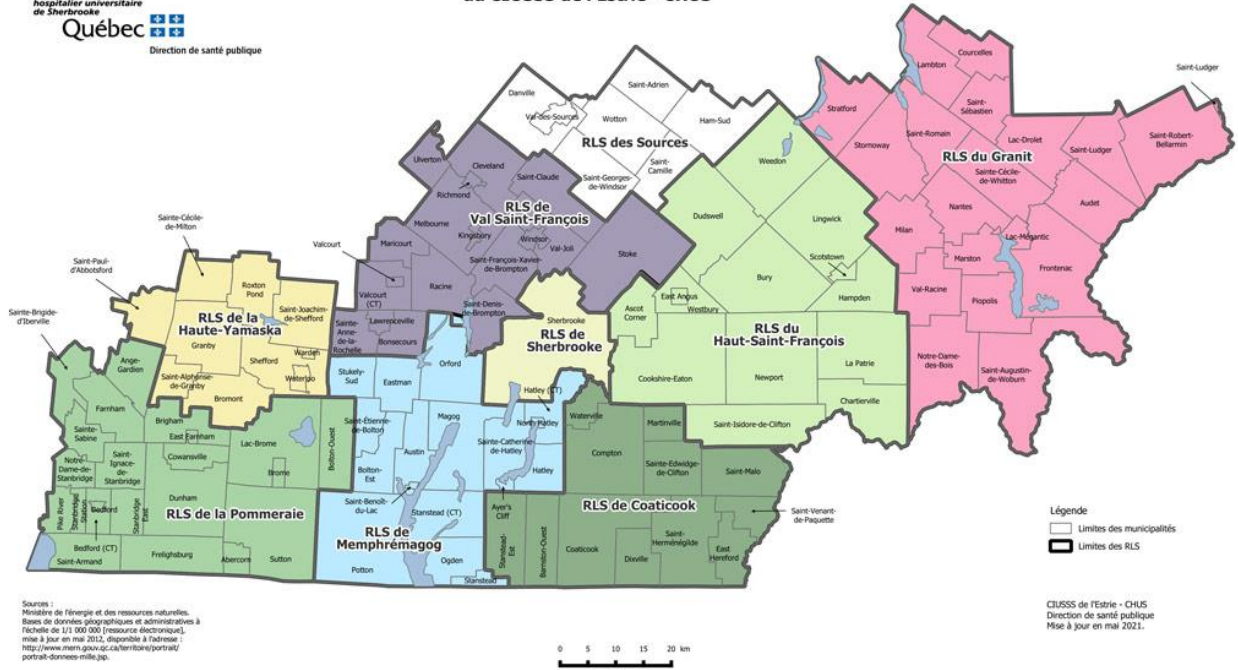 hospitalier universitaire
de Sherbrooke
Québec
Direction de santé publique
du CIUSSS de l'Estrie - CHUS
Saint-Ludger
Courcelles
Lambton
Saint-Adrien
Danville
Val-des-Sources
Wotton
Ham-Sud
Stratford
Saint-
Sébastien
Saint-Romain
Lac-Drolet
Saint-Robert-
Bellarmin
Saint-Ludger
Stornoway
RLS des Sources
RLS du Granit
Saint-
Camille
Saint-Georges-
de-Windsor
Weedon
Sainte-Cécile-
de-Whitton
Ulverton
Cleveland
Saint-Claude
Richmond
RLS de
Val Saint-François
Melbourne
Kingsbury
Windsor
Val-Joli
Saint-François-Xavier-
de-Brompton
Stoke
Dudswell
Lingwick
Nantes
Audet
Milan
Lac-Mégantic
Marston
Frontenac
Sainte-Cécile-
de-Milton
Valcourt
Maricourt
Racine
Valcourt
(CT)
Scotstown
Bury
Hampden
Val-Racine
Piopolis
Saint-Paul-
d'Abbotsford
Roxton
Pond
Saint-Joachim-
de-Shefford
RLS de la
Haute-Yamaska
Granby
Shefford
Warden
Waterloo
Saint-Alphonse-
de-Granby
Bromont
Sainte-
Anne-
de-la-
Rochelle
Lawrenceville
Bonsecours
Saint-Denis-
de-Brompton
Sherbrooke
RLS de
Sherbrooke
Ascot
Corner
East Angus
Westbury
RLS du
Haut-Saint-François
La Patrie
Cookshire-Eaton
Newport
Chartierville
Saint-Isidore-de-Clifton
Notre-Dame-
des-Bois
Saint-Augustin-
de-Woburn
Sainte-Brigide-
d'Iberville
Ange-
Gardien
Farnham
Brigham
East Farnham
Sainte-
Sabine
Cowansville
Lac-Brome
Brome
Bolton-Ouest
Notre-
Dame-de-
Stanbridge
Saint-
Ignace-
de-Stanbridge
Pike River
Stanbridge
Station
Bedford
Stanbridge
East
Dunham
RLS de la Pommeraie
Bedford (CT)
Saint-Armand
Frelighsburg
Abercorn
Sutton
Stukely-
Sud
Eastman
Orford
Saint-Étienne-
de-Bolton
Magog
Austin
Bolton-
Est
Saint-Benoît-
du-Lac
Stanstead (CT)
RLS de
Memphrémagog
Potton
Ogden
Stanstead
Hatley (CT)
North Hatley
Sainte-Catherine-
de-Hatley
Hatley
Ayer's
Cliff
Waterville
Compton
Martinville
Sainte-Edwidge-
de-Clifton
Saint-Malo
RLS de Coaticook
Saint-Venant-
de-Paquette
Stanstead-
Est
Barnston-Ouest
Coaticook
Dixville
Saint-
Herménégilde
East
Hereford
Légende
Limites des municipalités
Limites des RLS
Sources :
Ministère de l'énergie et des ressources naturelles.
Bases de données géographiques et administratives à
l'échelle de 1/1 000 000 [ressource électronique],
mise à jour en mai 2012, disponible à l'adresse :
http://www.mern.gouv.qc.ca/territoire/portrait/
portrait-donnees-mille.jsp.
0 5 10 15 20 km
CIUSSS de l'Estrie - CHUS
Direction de santé publique
Mise à jour en mai 2021.